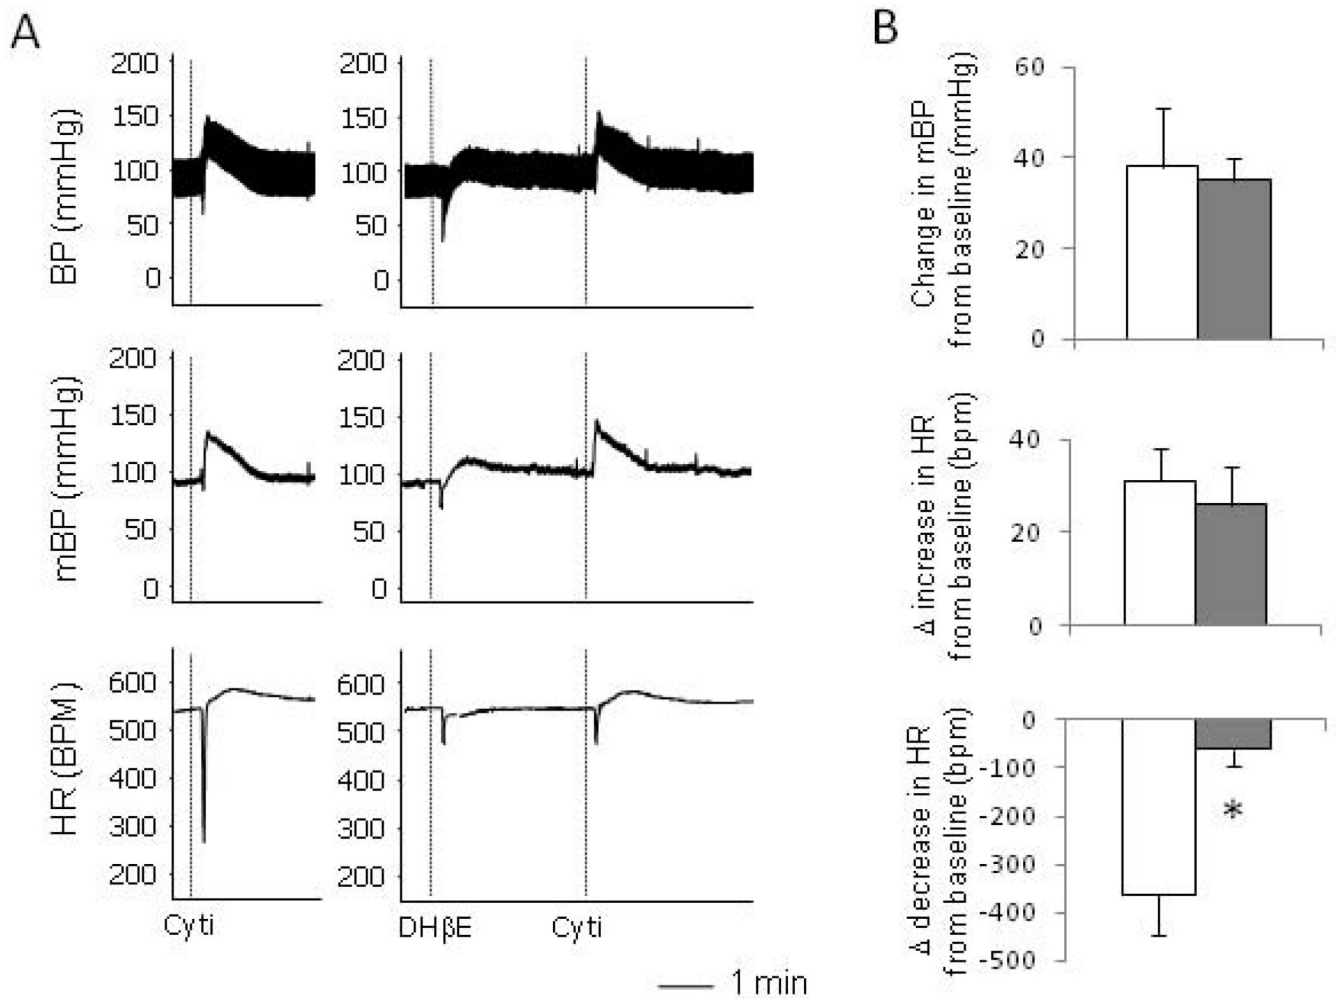 A
BP (mmHg)
200
150
100
50
0
200
150
100
50
0
mBP (mmHg)
200
150
100
50
0
200
150
100
50
0
HR (BPM)
600
500
400
300
200
600
500
400
300
200
Cyti
DHβE
Cyti
1 min
B
Change in mBP
from baseline (mmHg)
60
40
20
0
Δ increase in HR
from baseline (bpm)
40
20
0
Δ decrease in HR
from baseline (bpm)
0
-100
-200
-300
-400
-500
*